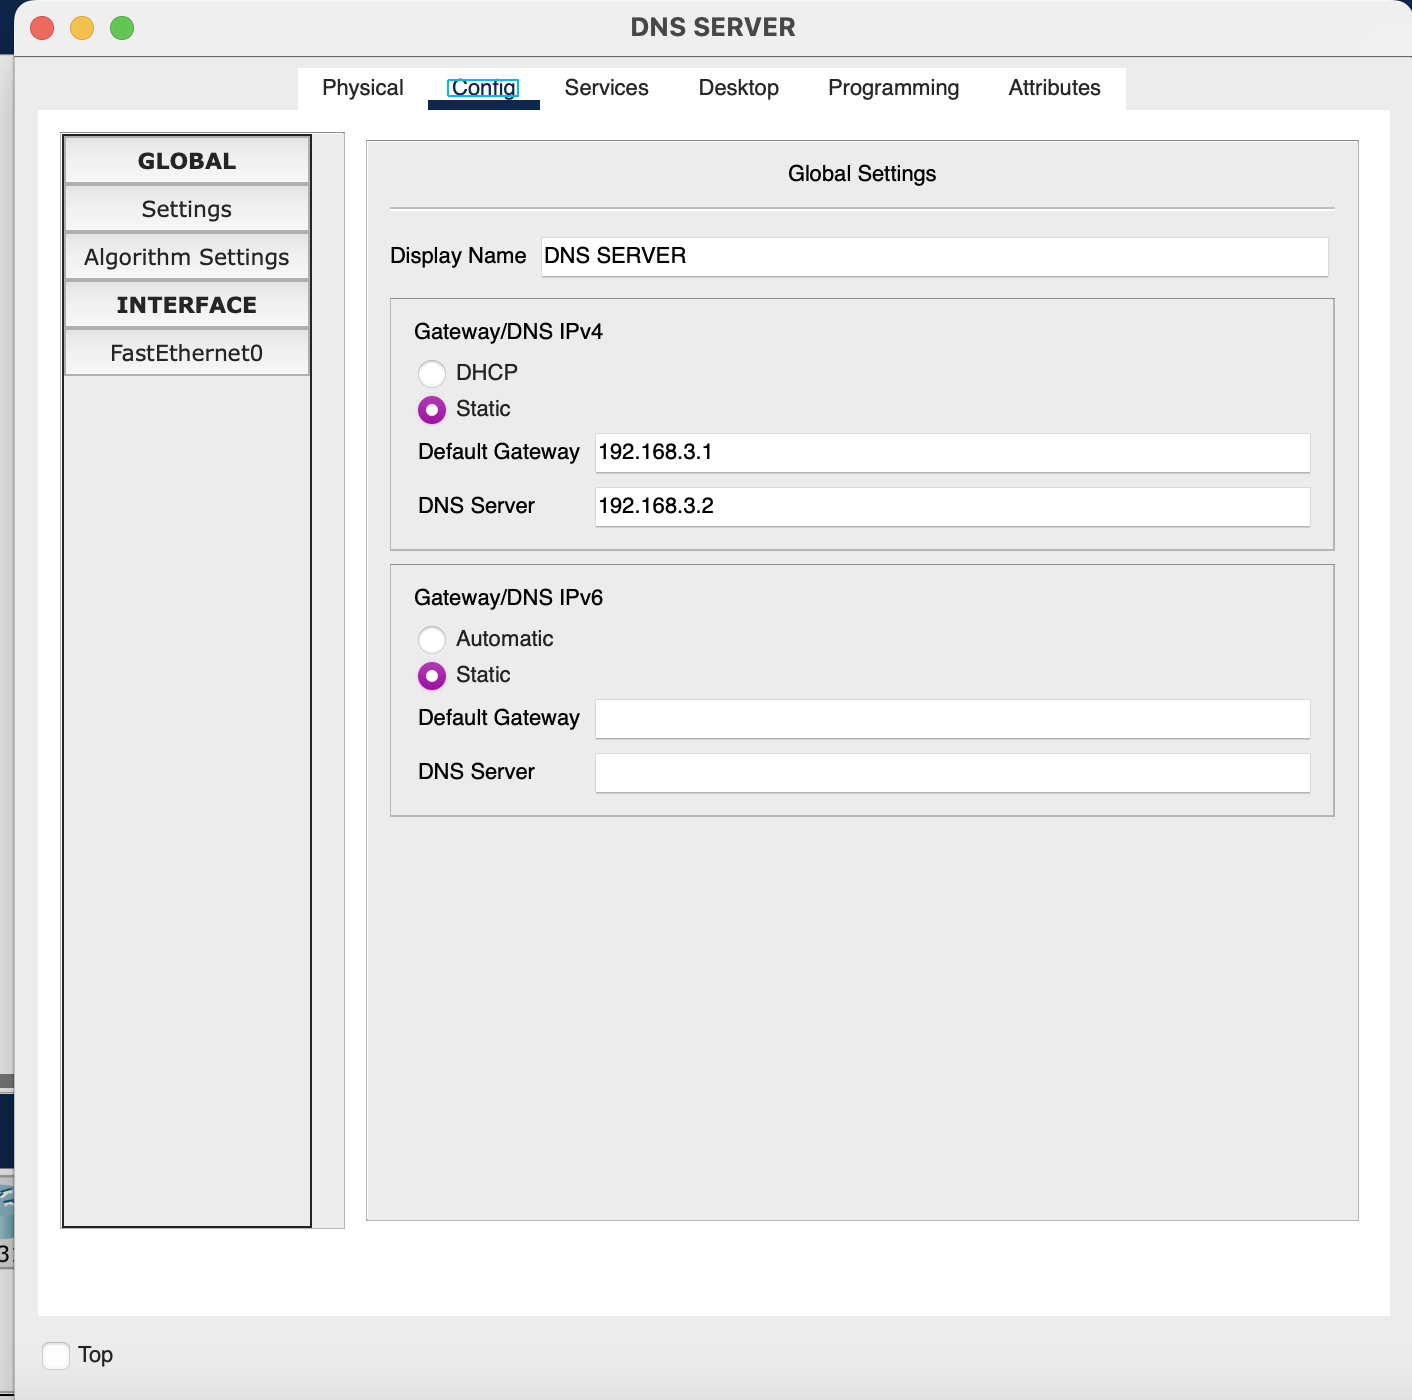 DNS SERVER
Physical Config Services Desktop Programming Attributes
GLOBAL
Settings
Algorithm Settings
INTERFACE
FastEthernet0
Global Settings
Display Name DNS SERVER
Gateway/DNS IPv4
DHCP
Static
Default Gateway 192.168.3.1
DNS Server 192.168.3.2
Gateway/DNS IPv6
Automatic
Static
Default Gateway
DNS Server
Top